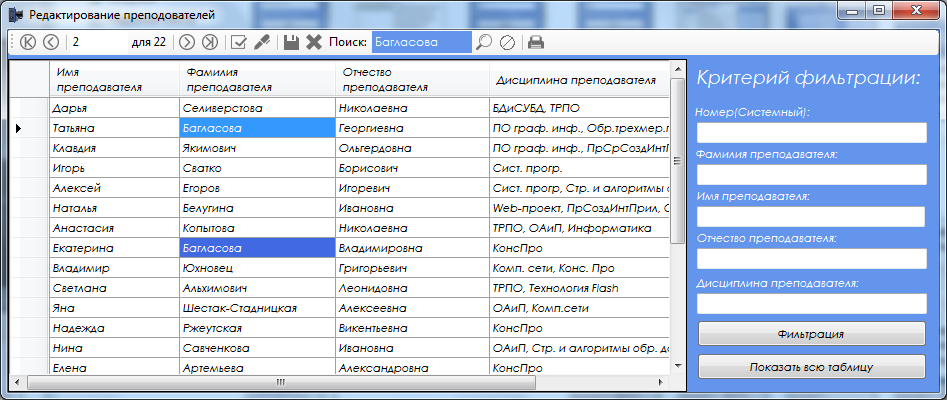 Редактирование преподавателей
2 для 22 Поиск: Багласова
Имя преподавателя Фамилия преподавателя Отчество преподавателя Дисциплина преподавателя
Дарья Селиверстова Николаевна БДиСУБД, ТРПО
Татьяна Багласова Георгиевна ПО граф. инф., Обр.трехмер.г
Клавдия Якимович Ольгердовна ПО граф. инф., ПрСрСоздИнтП
Игорь Сватко Борисович Сист. прогр.
Алексей Егоров Игоревич Сист. прогр, Стр. и алгоритмы о
Наталья Белугина Ивановна Web-проект, ПрСоздИнтПрил, С
Анастасия Копытова Николаевна ТРПО, ОАиП, Информатика
Екатерина Багласова Владимировна КонсПро
Владимир Юхновец Григорьевич Комп. сети, Конс. Про
Светлана Альхимович Леонидовна ТРПО, Технология Flash
Яна Шестак-Стадницкая Алексеевна ОАиП, Комп.сети
Надежда Ржеутская Викентьевна КонсПро
Нина Савченкова Ивановна ОАиП, Стр. и алгоритмы обр. да
Елена Артемьева Александровна КонсПро
Критерий фильтрации:
Номер(Системный):
Фамилия преподавателя:
Имя преподавателя:
Отчество преподавателя:
Дисциплина преподавателя:
Фильтрация
Показать всю таблицу